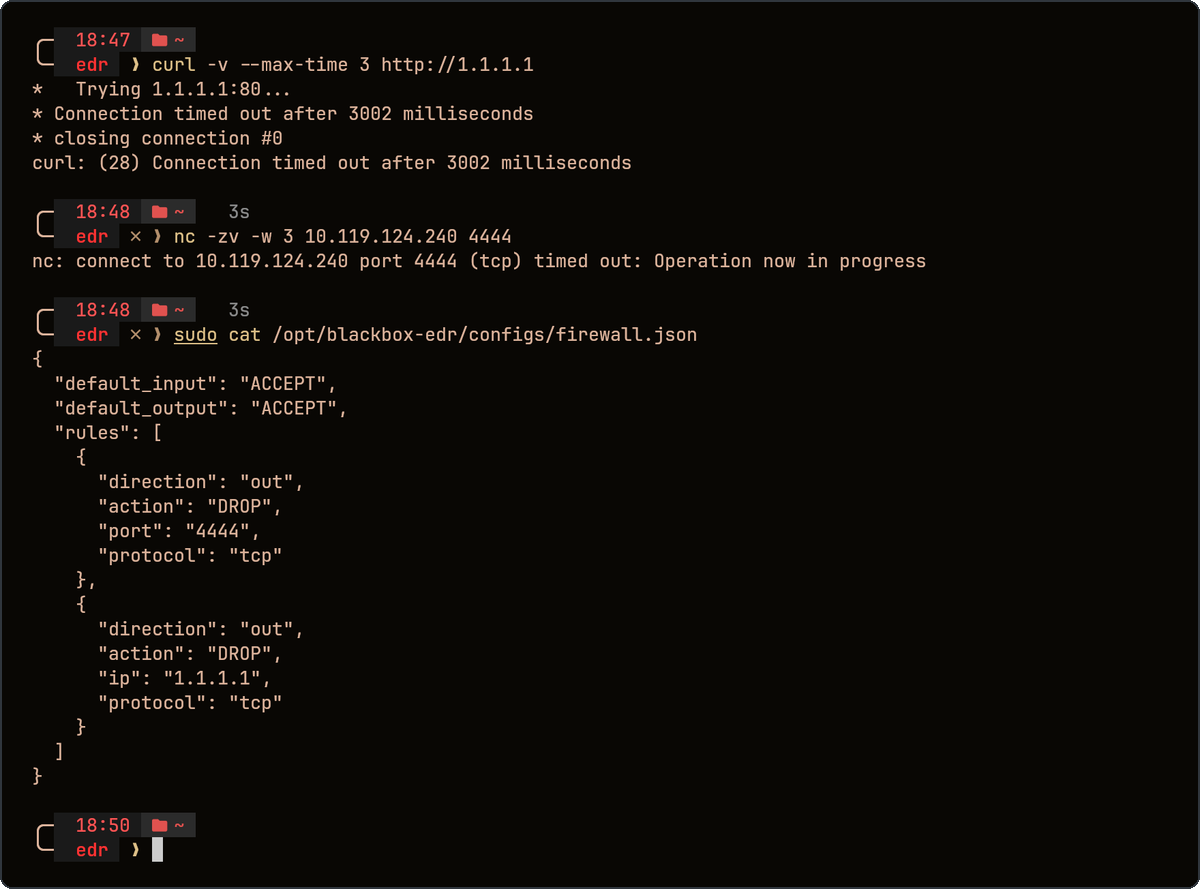 18:47 ~
edr ❯ curl -v --max-time 3 http://1.1.1.1
*   Trying 1.1.1.1:80...
* Connection timed out after 3002 milliseconds
* closing connection #0
curl: (28) Connection timed out after 3002 milliseconds
18:48 ~ 3s
edr × ❯ nc -zv -w 3 10.119.124.240 4444
nc: connect to 10.119.124.240 port 4444 (tcp) timed out: Operation now in progress
18:48 ~ 3s
edr × ❯ sudo cat /opt/blackbox-edr/configs/firewall.json
{
  "default_input": "ACCEPT",
  "default_output": "ACCEPT",
  "rules": [
    {
      "direction": "out",
      "action": "DROP",
      "port": "4444",
      "protocol": "tcp"
    },
    {
      "direction": "out",
      "action": "DROP",
      "ip": "1.1.1.1",
      "protocol": "tcp"
    }
  ]
}
18:50 ~
edr ❯